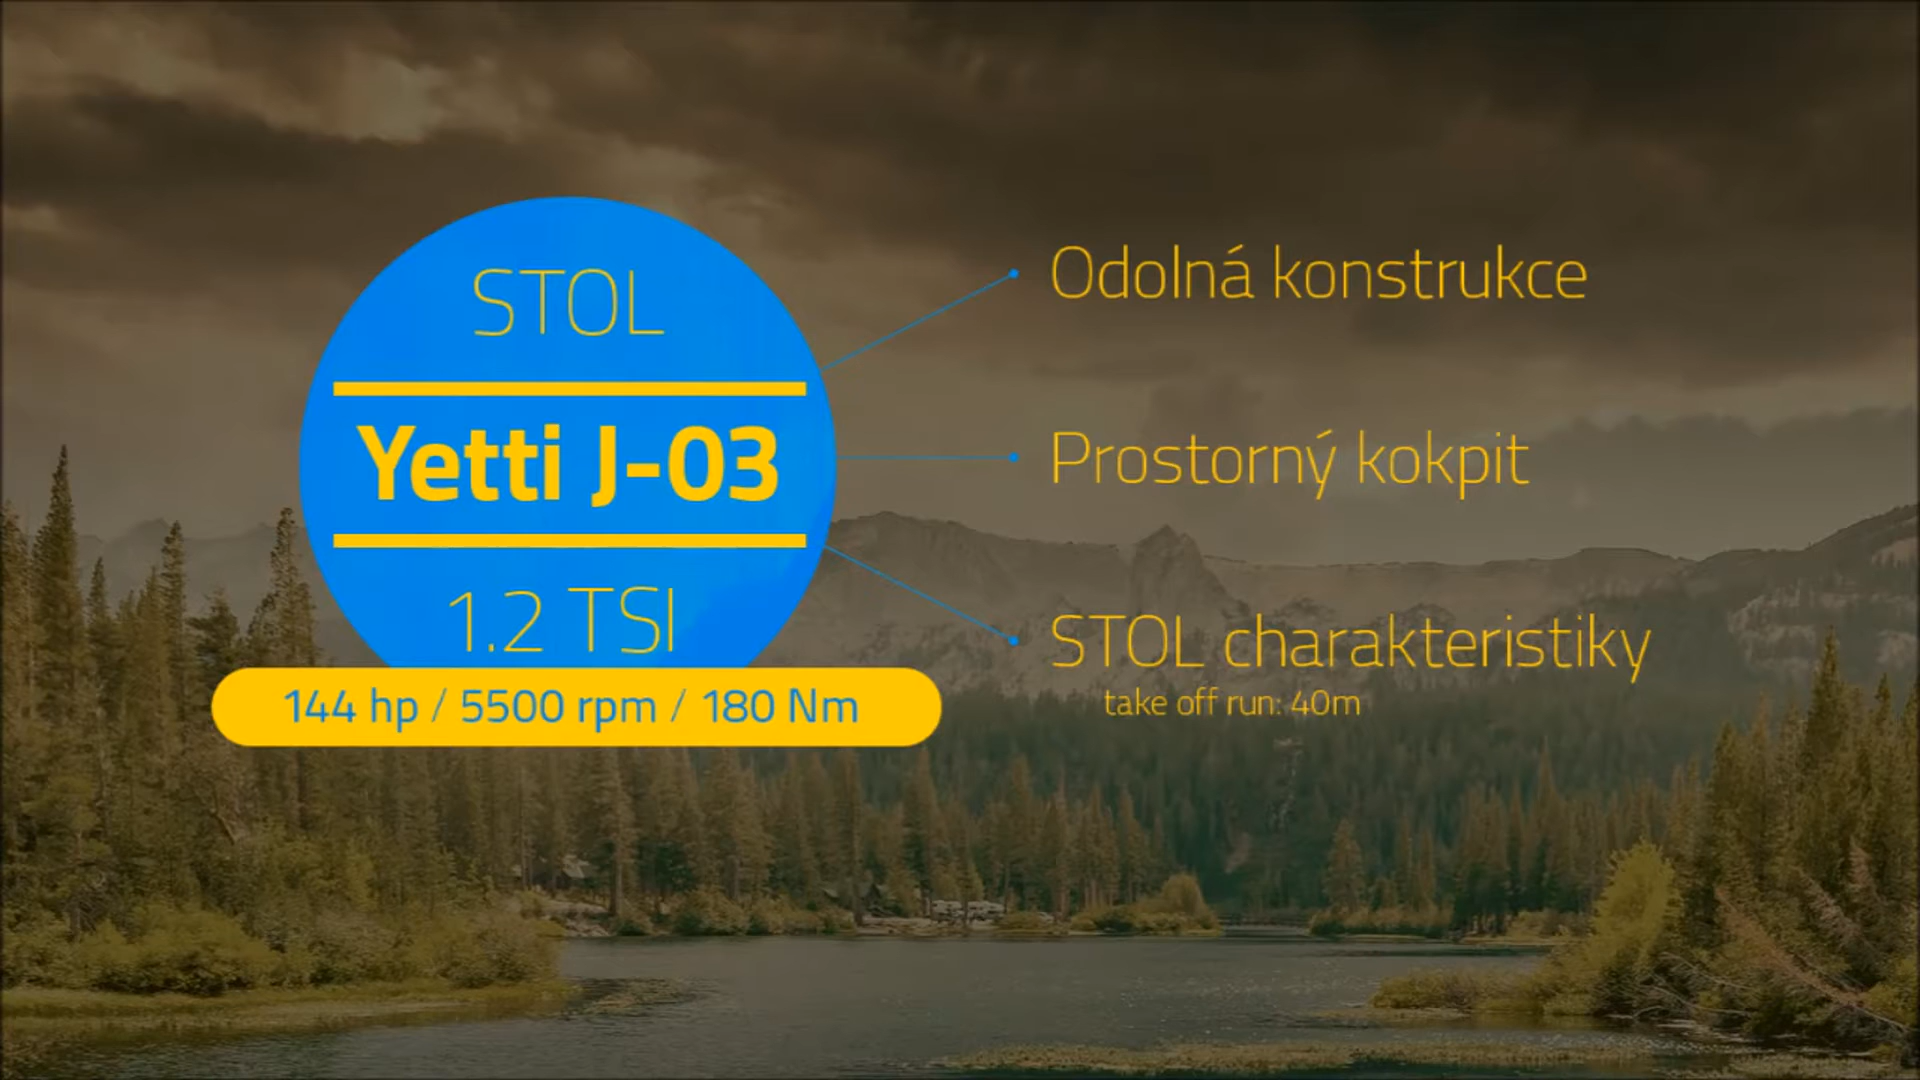 STOL
Yetti J-03
1.2 TSI
144 hp / 5500 rpm / 180 Nm
Odolná konstrukce
Prostorný kokpit
STOL charakteristiky
take off run: 40m